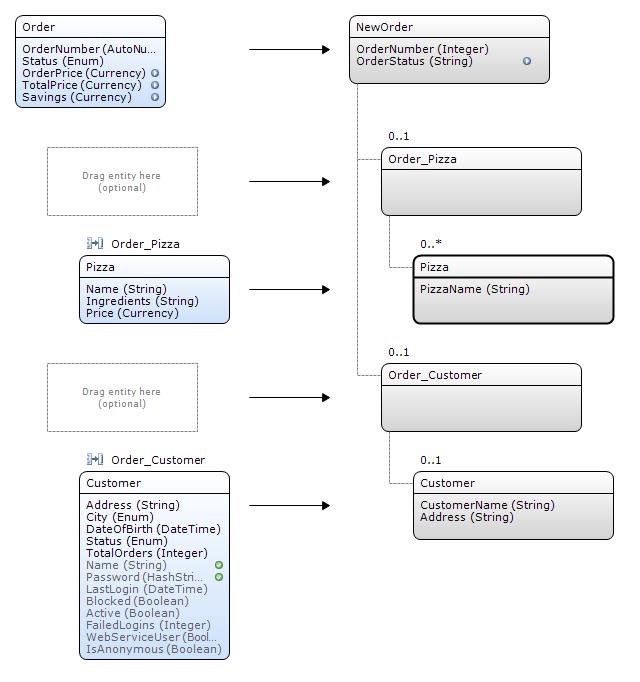 Order
OrderNumber (AutoNu...
Status (Enum)
OrderPrice (Currency)
TotalPrice (Currency)
Savings (Currency)
NewOrder
OrderNumber (Integer)
OrderStatus (String)
0..1
Drag entity here
(optional)
Order_Pizza
Order_Pizza
0..*
Pizza
Name (String)
Ingredients (String)
Price (Currency)
Pizza
PizzaName (String)
0..1
Drag entity here
(optional)
Order_Customer
Order_Customer
0..1
Customer
Address (String)
City (Enum)
DateOfBirth (DateTime)
Status (Enum)
TotalOrders (Integer)
Name (String)
Password (HashStri...
LastLogin (DateTime)
Blocked (Boolean)
Active (Boolean)
FailedLogins (Integer)
WebServiceUser (Bool...
IsAnonymous (Boolean)
Customer
CustomerName (String)
Address (String)